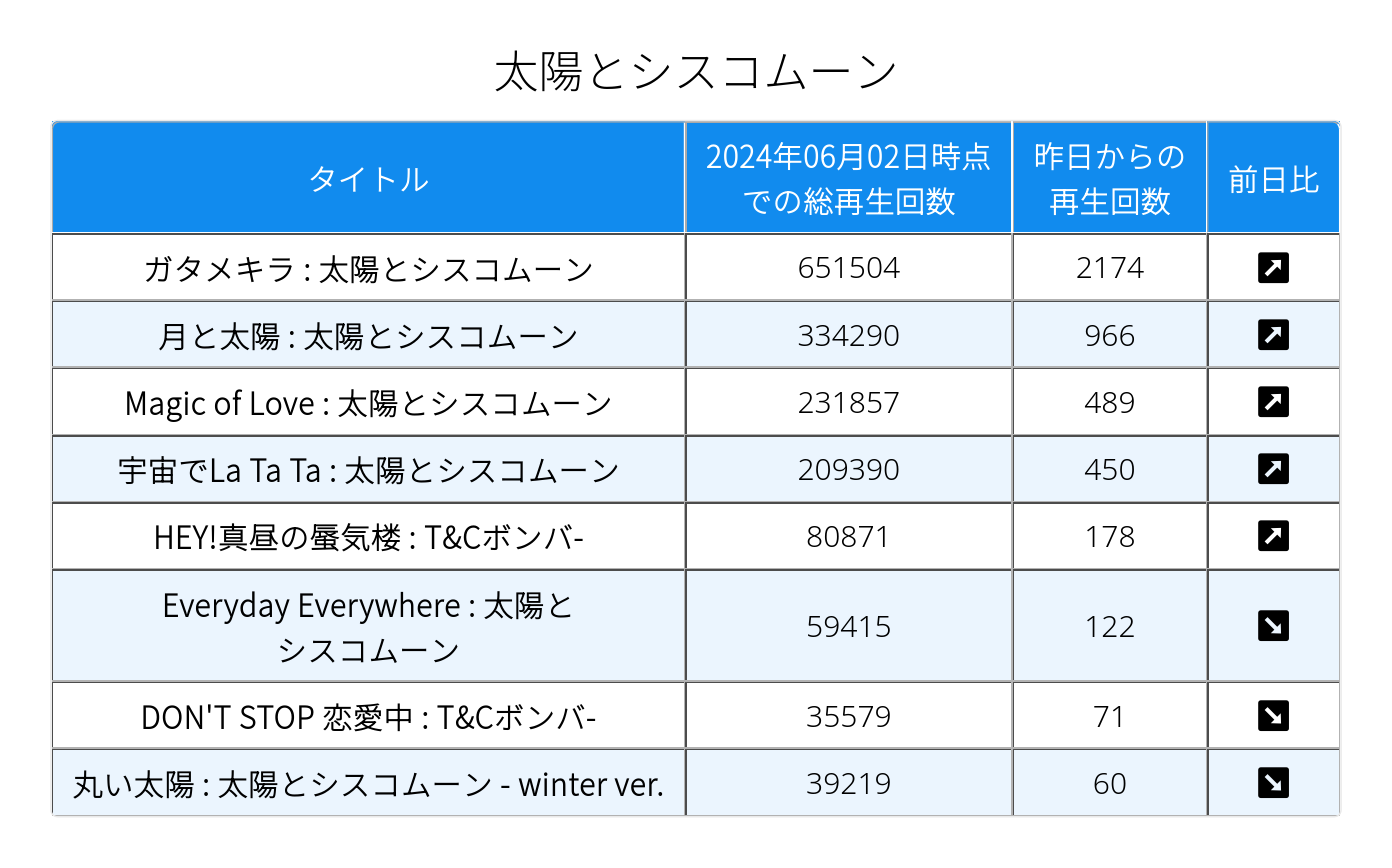 太陽とシスコムーン
タイトル
2024年06月02日時点
での総再生回数
昨日からの
再生回数
前日比
ガタメキラ : 太陽とシスコムーン
651504
2174
月と太陽 : 太陽とシスコムーン
334290
966
Magic of Love : 太陽とシスコムーン
231857
489
宇宙でLa Ta Ta : 太陽とシスコムーン
209390
450
HEY!真昼の蜃気楼 : T&Cボンバ-
80871
178
Everyday Everywhere : 太陽と
シスコムーン
59415
122
DON'T STOP 恋愛中 : T&Cボンバ-
35579
71
丸い太陽 : 太陽とシスコムーン - winter ver.
39219
60